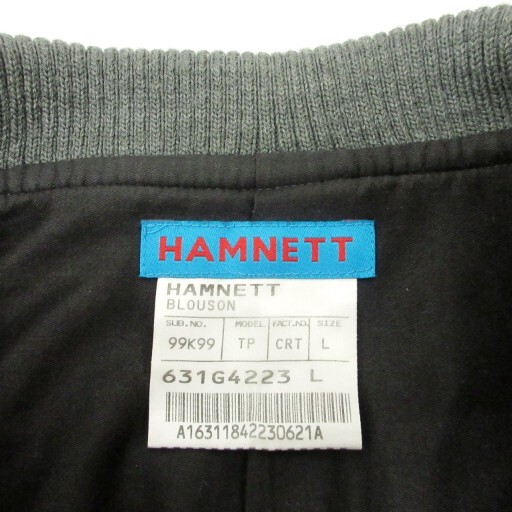 HAMNETT
HAMNETT
BLOUSON
SUB.NO. MODEL FACT.NO. SIZE
99K99 TP CRT L
631G4223 L
A16311842230621A